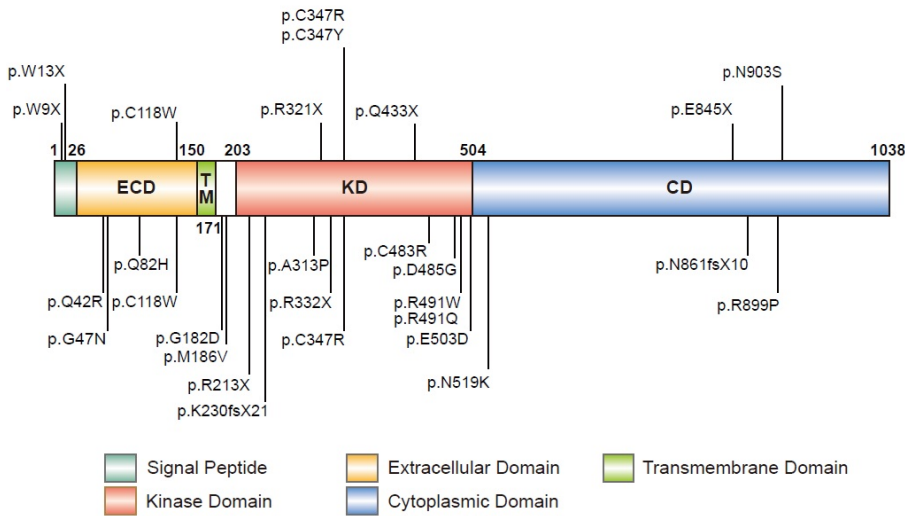 p.C347R
p.C347Y
p.W13X
p.N903S
p.W9X
p.C118W
p.R321X
p.Q433X
p.E845X
1
26
150
203
504
1038
ECD
TM
KD
CD
171
p.Q82H
p.A313P
p.C483R
p.D485G
p.N861fsX10
p.Q42R
p.C118W
p.R332X
p.R491W
p.R899P
p.R491Q
p.G47N
p.G182D
p.C347R
p.E503D
p.M186V
p.R213X
p.N519K
p.K230fsX21
Signal Peptide
Extracellular Domain
Transmembrane Domain
Kinase Domain
Cytoplasmic Domain